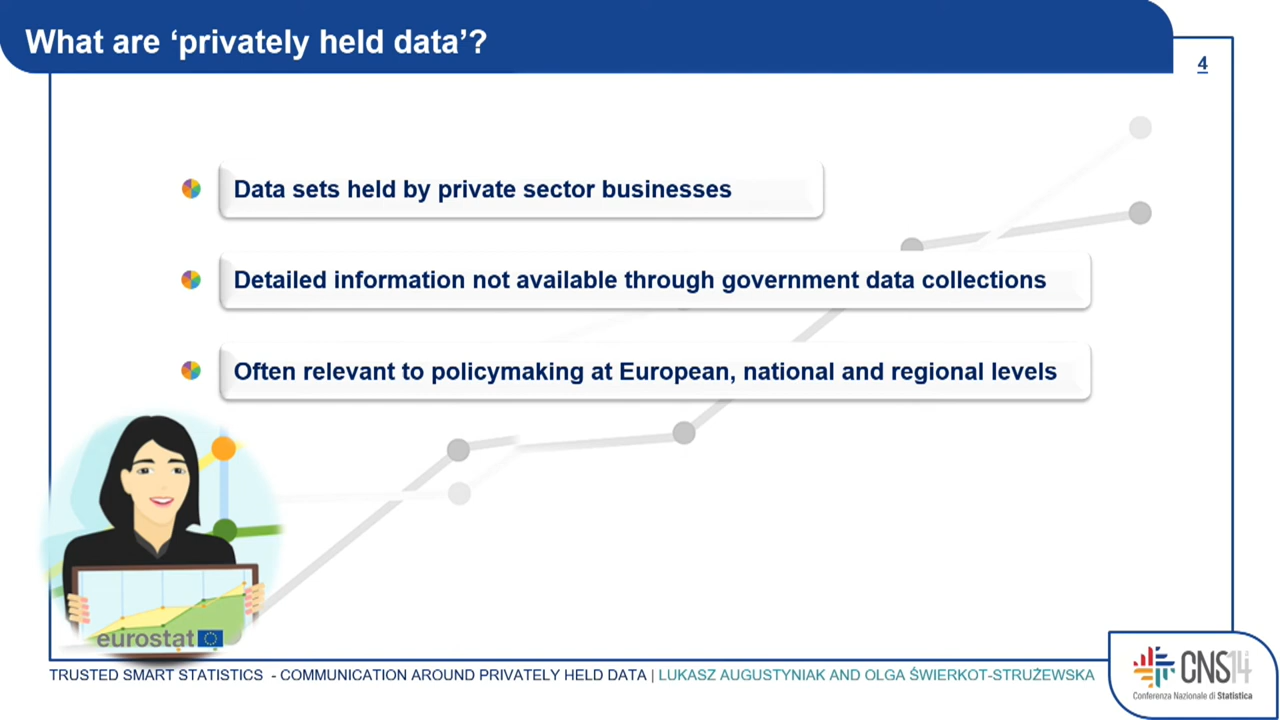 What are ‘privately held data’?
4
Data sets held by private sector businesses
Detailed information not available through government data collections
Often relevant to policymaking at European, national and regional levels
eurostat
TRUSTED SMART STATISTICS - COMMUNICATION AROUND PRIVATELY HELD DATA | LUKASZ AUGUSTYNIAK AND OLGA ŚWIERKOT-STRUŻEWSKA
CNS14
Conferenza Nazionale di Statistica